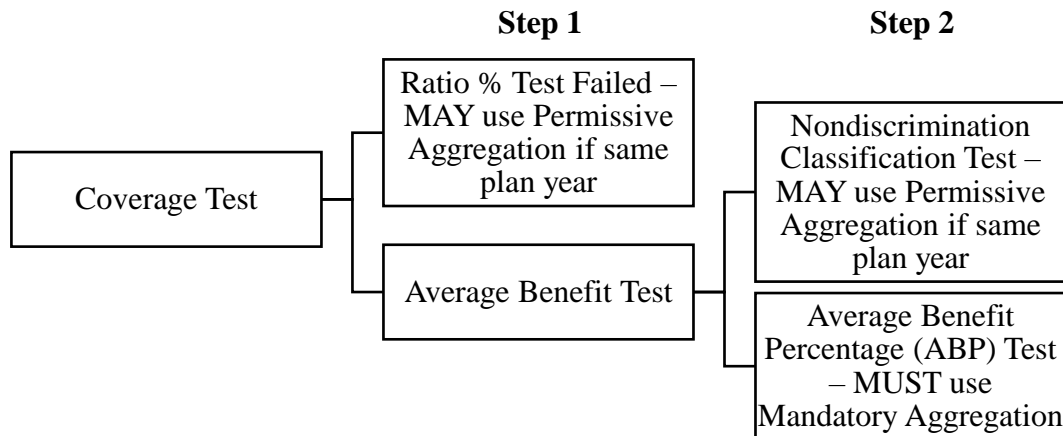 Step 1
Step 2
Coverage Test
Ratio % Test Failed –
MAY use Permissive
Aggregation if same
plan year
Average Benefit Test
Nondiscrimination
Classification Test –
MAY use Permissive
Aggregation if same
plan year
Average Benefit
Percentage (ABP) Test
– MUST use
Mandatory Aggregation